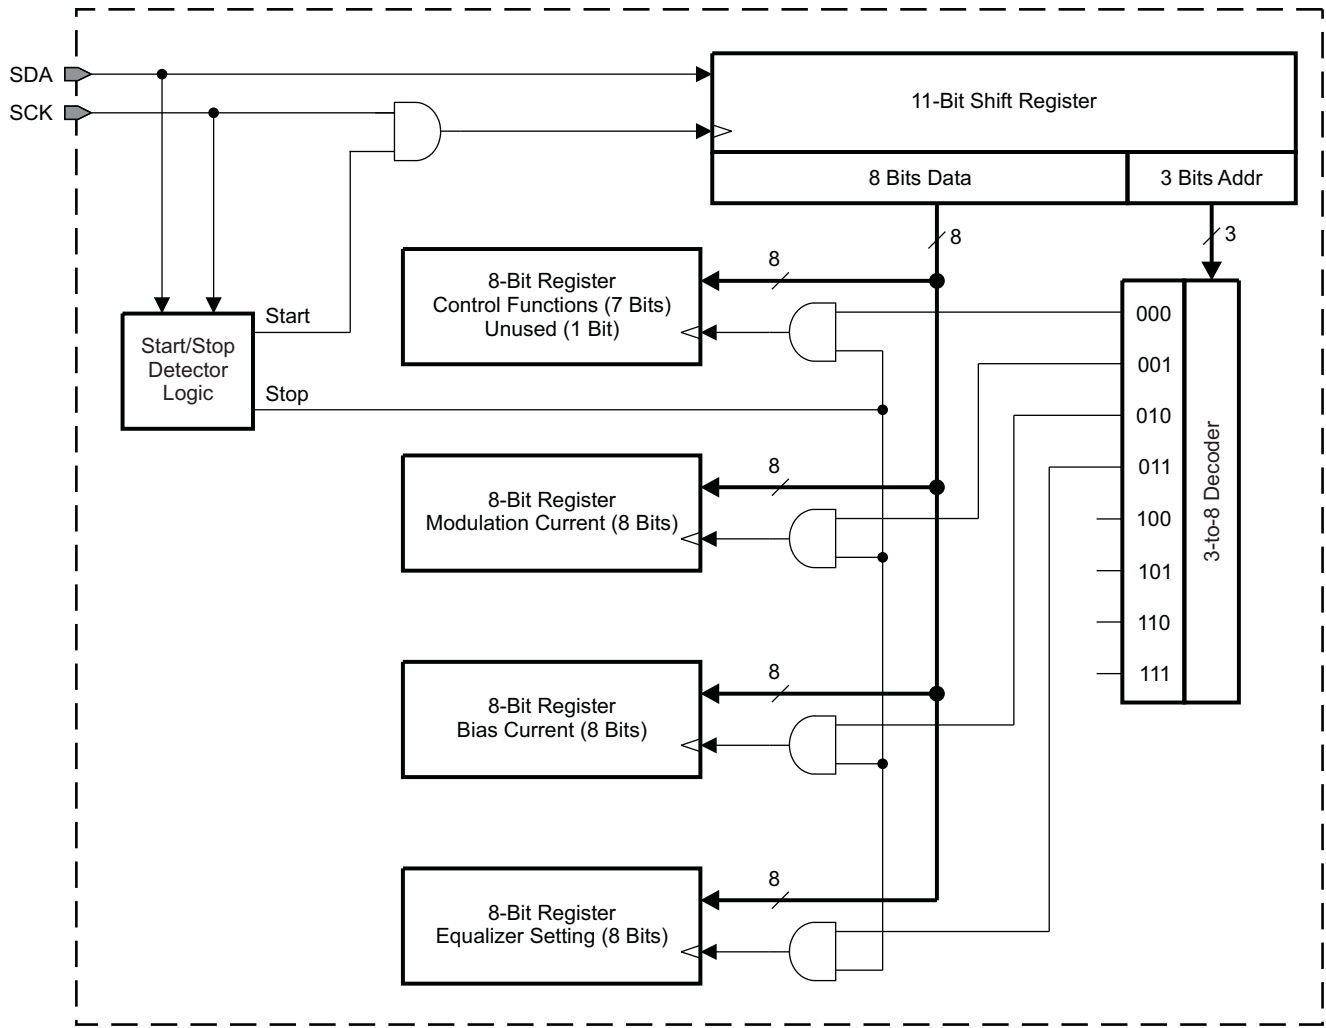 SDA
SCK
11-Bit Shift Register
8 Bits Data
3 Bits Addr
8
3
8
8-Bit Register
Control Functions (7 Bits)
Unused (1 Bit)
Start
Start/Stop
Detector
Logic
Stop
000
001
010
011
100
101
110
111
3-to-8 Decoder
8
8-Bit Register
Modulation Current (8 Bits)
8
8-Bit Register
Bias Current (8 Bits)
8
8-Bit Register
Equalizer Setting (8 Bits)